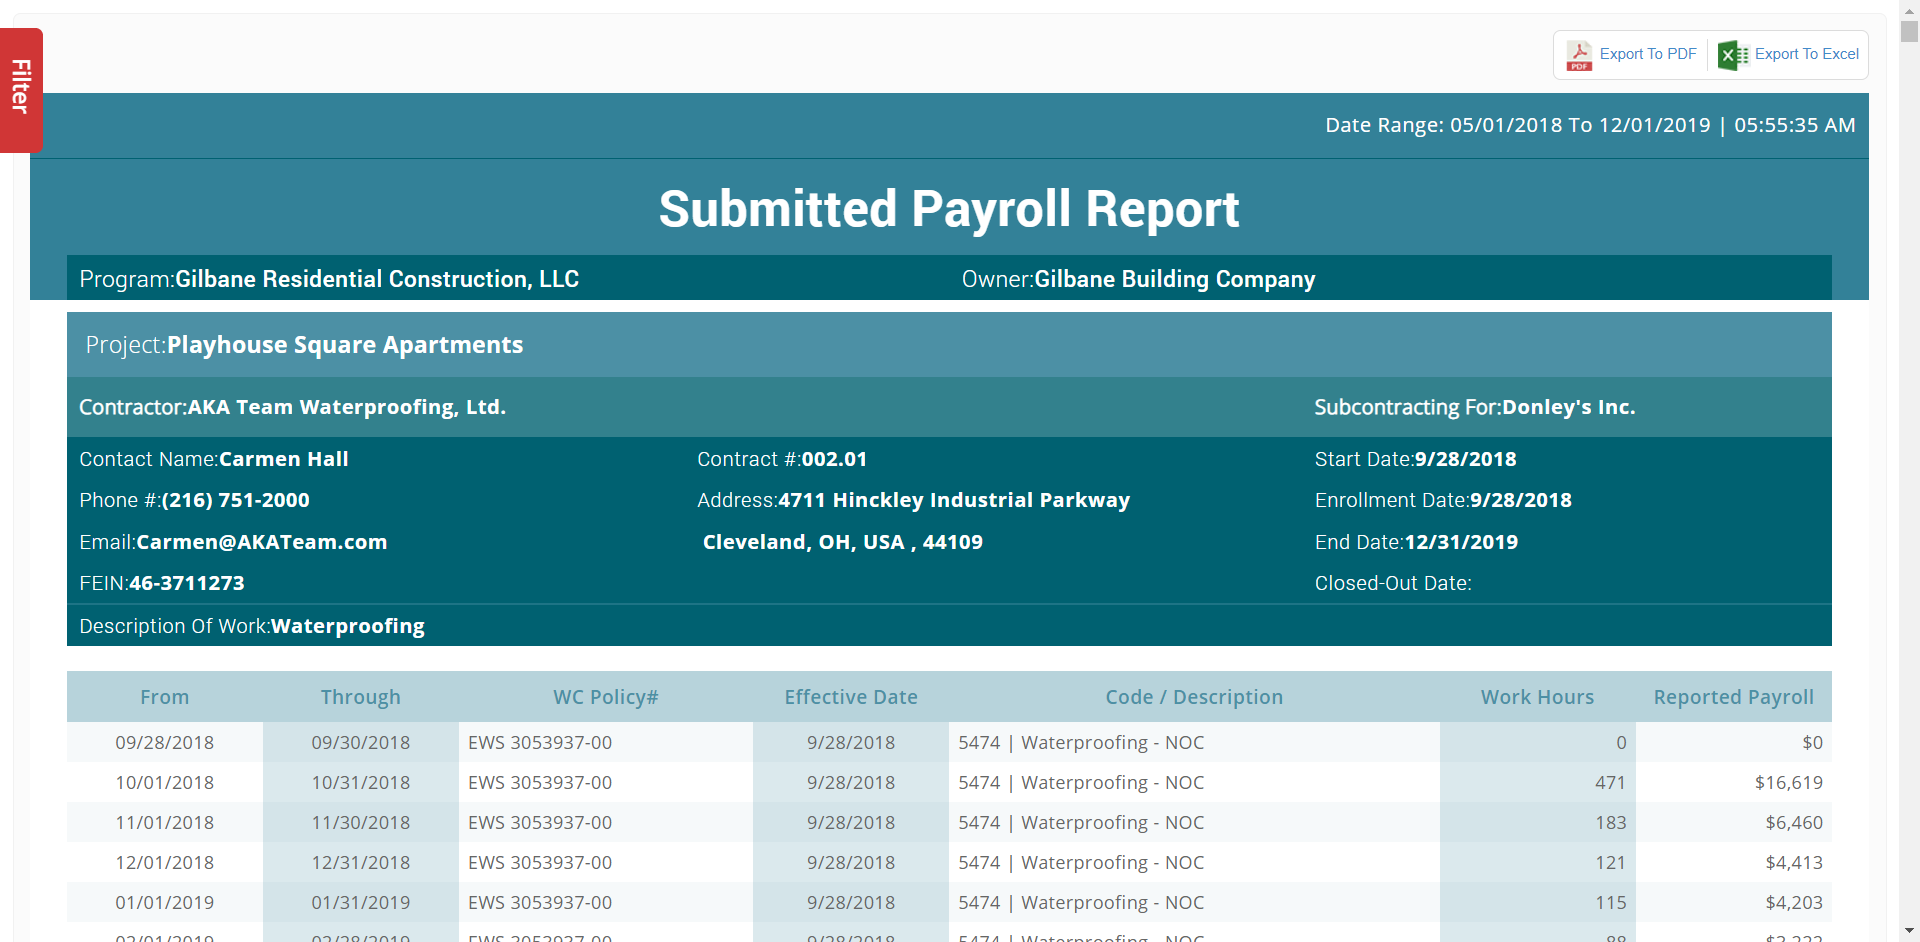 Filter
PDF Export To PDF Export To Excel
Date Range: 05/01/2018 To 12/01/2019 | 05:55:35 AM
Submitted Payroll Report
Program:Gilbane Residential Construction, LLC Owner:Gilbane Building Company
Project:Playhouse Square Apartments
Contractor:AKA Team Waterproofing, Ltd. Subcontracting For:Donley's Inc.
Contact Name:Carmen Hall Contract #:002.01 Start Date:9/28/2018
Phone #:(216) 751-2000 Address:4711 Hinckley Industrial Parkway Enrollment Date:9/28/2018
Email:Carmen@AKATeam.com Cleveland, OH, USA , 44109 End Date:12/31/2019
FEIN:46-3711273 Closed-Out Date:
Description Of Work:Waterproofing
From Through WC Policy# Effective Date Code / Description Work Hours Reported Payroll
09/28/2018 09/30/2018 EWS 3053937-00 9/28/2018 5474 | Waterproofing - NOC 0 $0
10/01/2018 10/31/2018 EWS 3053937-00 9/28/2018 5474 | Waterproofing - NOC 471 $16,619
11/01/2018 11/30/2018 EWS 3053937-00 9/28/2018 5474 | Waterproofing - NOC 183 $6,460
12/01/2018 12/31/2018 EWS 3053937-00 9/28/2018 5474 | Waterproofing - NOC 121 $4,413
01/01/2019 01/31/2019 EWS 3053937-00 9/28/2018 5474 | Waterproofing - NOC 115 $4,203
02/01/2019 02/28/2019 EWS 3053937-00 9/28/2018 5474 | Waterproofing - NOC